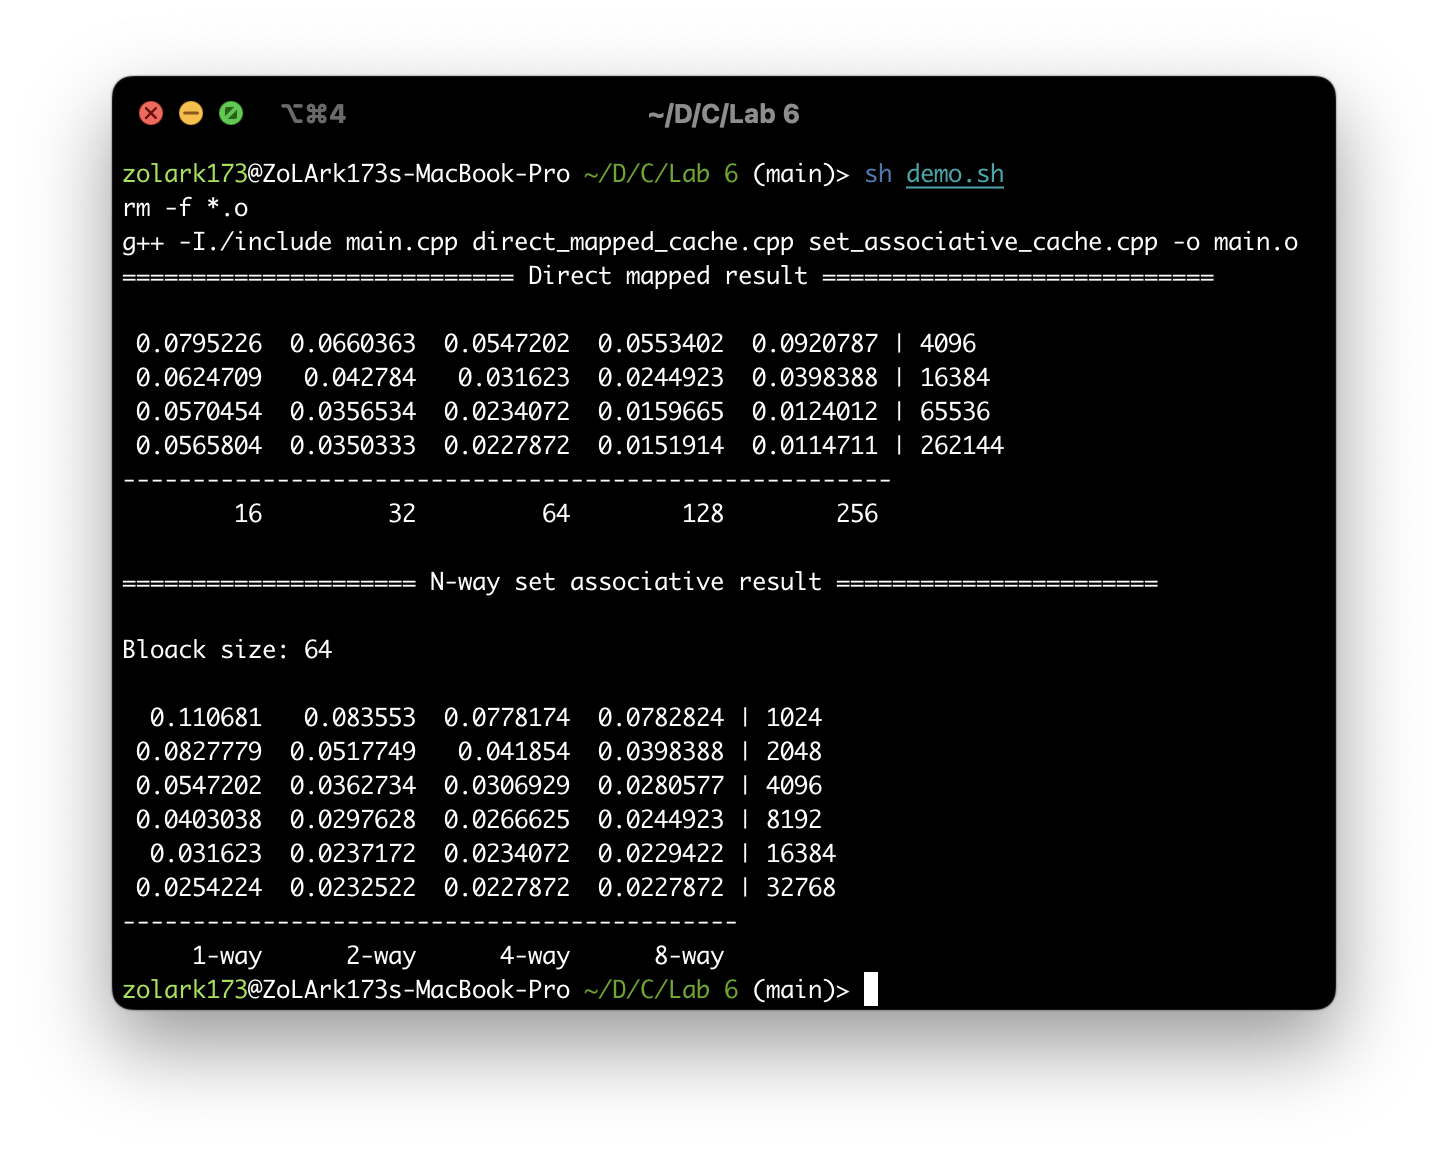 ⌥⌘4 ~/D/C/Lab 6
zolark173@ZoLArk173s-MacBook-Pro ~/D/C/Lab 6 (main)> sh demo.sh
rm -f *.o
g++ -I./include main.cpp direct_mapped_cache.cpp set_associative_cache.cpp -o main.o
============================ Direct mapped result ============================
0.0795226 0.0660363 0.0547202 0.0553402 0.0920787 | 4096
0.0624709 0.042784 0.031623 0.0244923 0.0398388 | 16384
0.0570454 0.0356534 0.0234072 0.0159665 0.0124012 | 65536
0.0565804 0.0350333 0.0227872 0.0151914 0.0114711 | 262144
-------------------------------------------------------
16 32 64 128 256
===================== N-way set associative result =======================
Bloack size: 64
0.110681 0.083553 0.0778174 0.0782824 | 1024
0.0827779 0.0517749 0.041854 0.0398388 | 2048
0.0547202 0.0362734 0.0306929 0.0280577 | 4096
0.0403038 0.0297628 0.0266625 0.0244923 | 8192
0.031623 0.0237172 0.0234072 0.0229422 | 16384
0.0254224 0.0232522 0.0227872 0.0227872 | 32768
--------------------------------------------
1-way 2-way 4-way 8-way
zolark173@ZoLArk173s-MacBook-Pro ~/D/C/Lab 6 (main)>